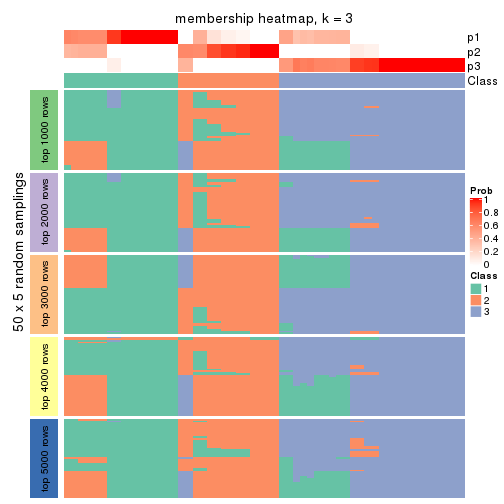 membership heatmap, k = 3
p1
p2
p3
Class
50 x 5 random samplings
top 1000 rows
top 2000 rows
top 3000 rows
top 4000 rows
top 5000 rows
Prob
1
0.8
0.6
0.4
0.2
0
Class
1
2
3